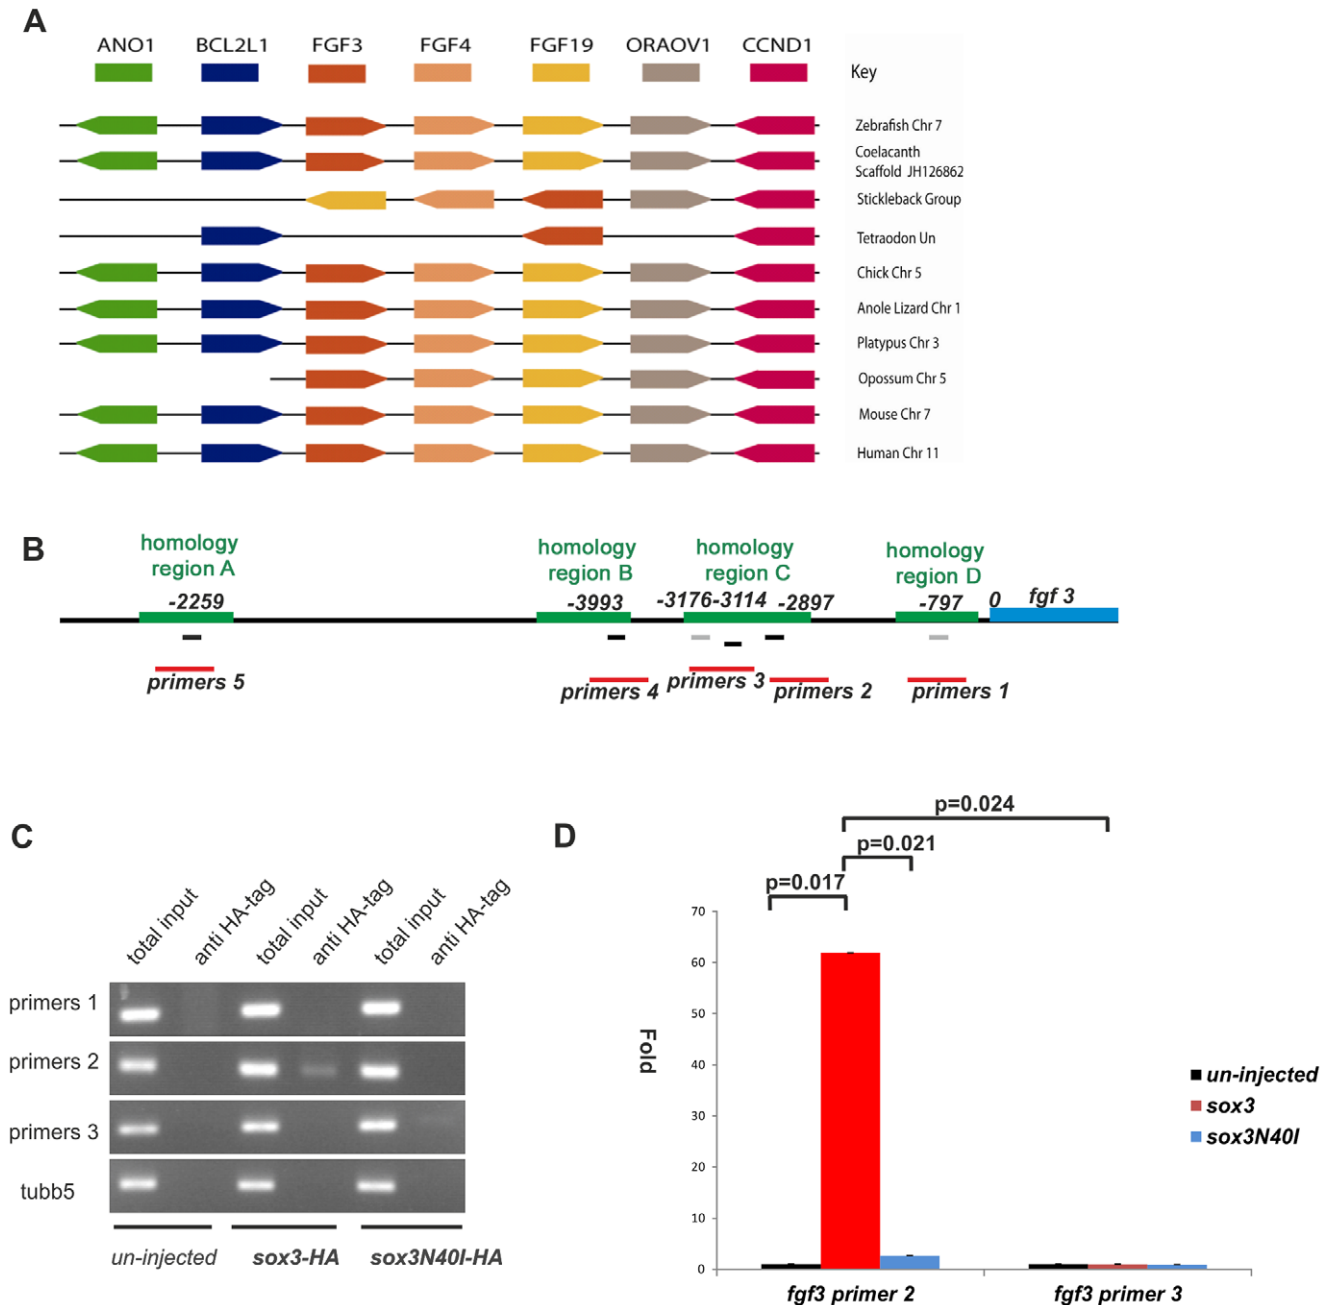 A
ANO1 BCL2L1 FGF3 FGF4 FGF19 ORAOV1 CCND1
Key
Zebrafish Chr 7
Coelacanth
Scaffold JH126862
Stickleback Group
Tetraodon Un
Chick Chr 5
Anole Lizard Chr 1
Platypus Chr 3
Opossum Chr 5
Mouse Chr 7
Human Chr 11
B
homology
region A
homology
region B
homology
region C
homology
region D
-2259 -3993 -3176-3114 -2897 -797 0 fgf 3
primers 5 primers 4 primers 3 primers 2 primers 1
C
total input anti HA-tag total input anti HA-tag total input anti HA-tag
primers 1
primers 2
primers 3
tubb5
un-injected sox3-HA sox3N40I-HA
D
p=0.024
p=0.021
p=0.017
70
60
50
40
30
20
10
0
Fold
fgf3 primer 2 fgf3 primer 3
un-injected
sox3
sox3N40I